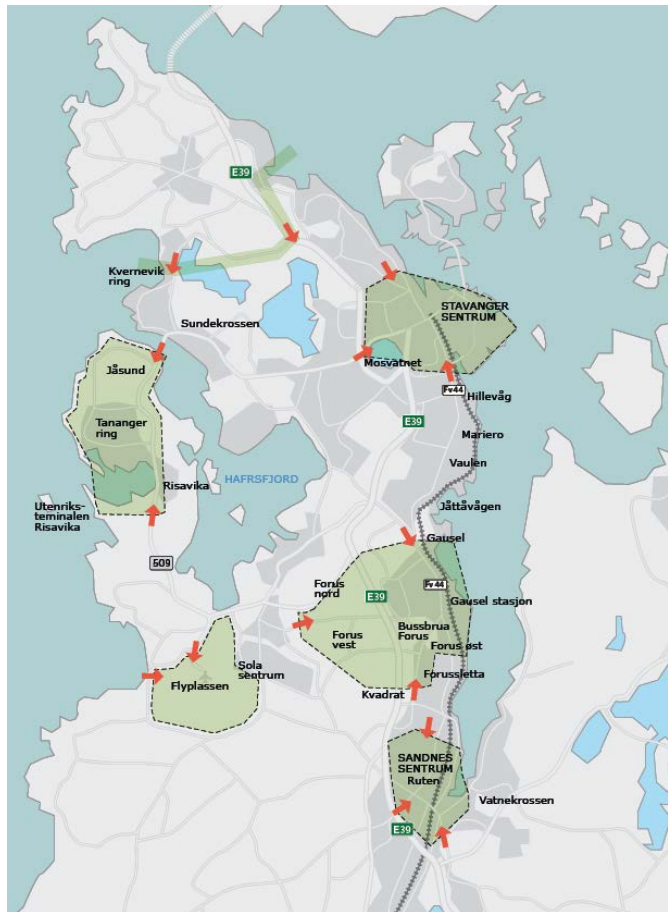 E39
Kvernevik
ring
STAVANGER
SENTRUM
Sundekrossen
Mosvatnet
Jåsund
Fv44
Hillevåg
E39
Tananger
ring
Mariero
Vaulen
HAFRSFJORD
Risavika
Utenriks-
teminalen
Risavika
Jåttåvågen
Gausel
509
Forus
nord
E39
Fv44
Gausel stasjon
Forus
vest
Bussbrua
Forus
Forus øst
Sola
sentrum
Flyplassen
Forussletta
Kvadrat
SANDNES
SENTRUM
Ruten
Vatnekrossen
E39